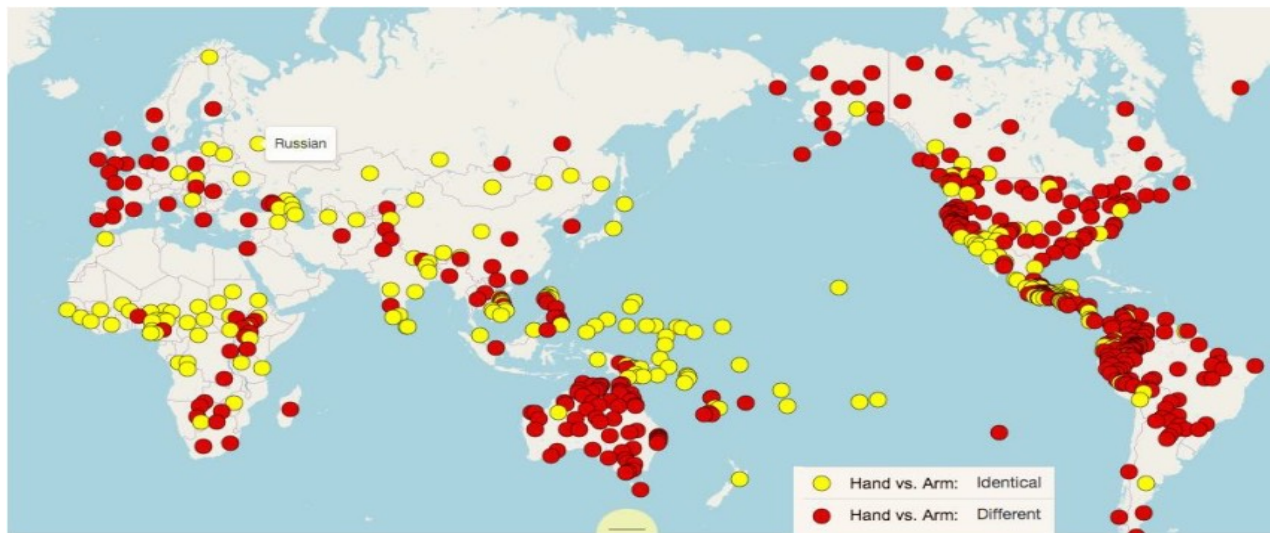 Russian
Hand vs. Arm: Identical
Hand vs. Arm: Different